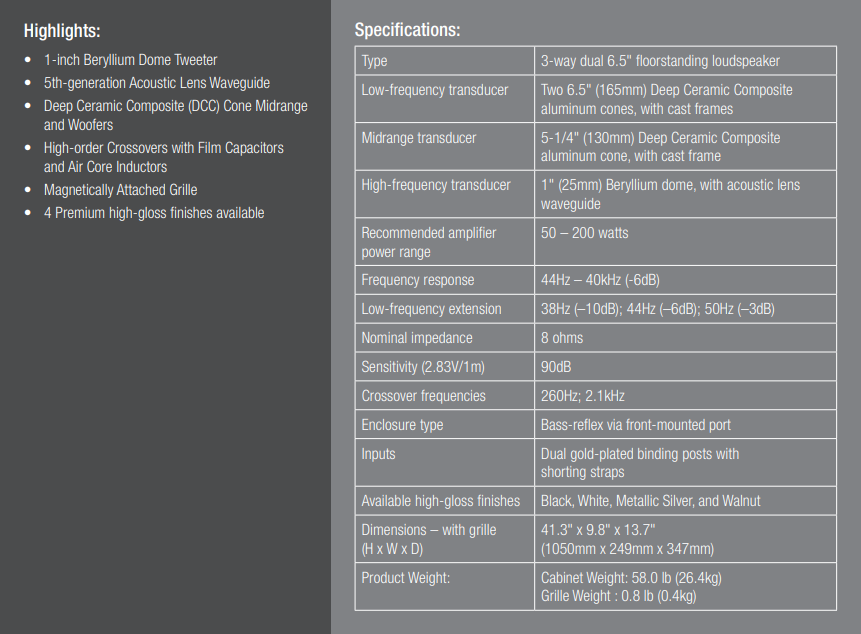 Highlights:
• 1-inch Beryllium Dome Tweeter
• 5th-generation Acoustic Lens Waveguide
• Deep Ceramic Composite (DCC) Cone Midrange
and Woofers
• High-order Crossovers with Film Capacitors
and Air Core Inductors
• Magnetically Attached Grille
• 4 Premium high-gloss finishes available
Specifications:
Type 3-way dual 6.5" floorstanding loudspeaker
Low-frequency transducer Two 6.5" (165mm) Deep Ceramic Composite
aluminum cones, with cast frames
Midrange transducer 5-1/4" (130mm) Deep Ceramic Composite
aluminum cone, with cast frame
High-frequency transducer 1" (25mm) Beryllium dome, with acoustic lens
waveguide
Recommended amplifier 50 – 200 watts
power range
Frequency response 44Hz – 40kHz (-6dB)
Low-frequency extension 38Hz (–10dB); 44Hz (–6dB); 50Hz (–3dB)
Nominal impedance 8 ohms
Sensitivity (2.83V/1m) 90dB
Crossover frequencies 260Hz; 2.1kHz
Enclosure type Bass-reflex via front-mounted port
Inputs Dual gold-plated binding posts with
shorting straps
Available high-gloss finishes Black, White, Metallic Silver, and Walnut
Dimensions – with grille 41.3" x 9.8" x 13.7"
(H x W x D) (1050mm x 249mm x 347mm)
Product Weight: Cabinet Weight: 58.0 lb (26.4kg)
Grille Weight : 0.8 lb (0.4kg)